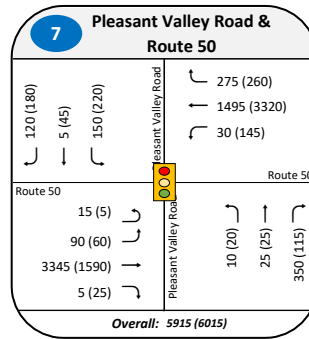 7
Pleasant Valley Road &
Route 50
120 (180)
5 (45)
150 (220)
Pleasant Valley Road
275 (260)
1495 (3320)
30 (145)
Route 50
Route 50
15 (5)
90 (60)
3345 (1590)
5 (25)
Pleasant Valley Road
10 (20)
25 (25)
350 (115)
Overall: 5915 (6015)